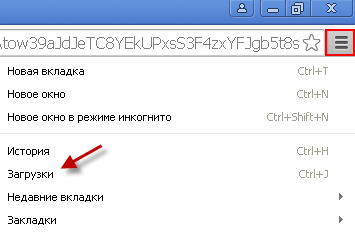 tow39aJdJeTC8YEkUPxsS3F4zxYFJgb5t8s
Новая вкладка Ctrl+T
Новое окно Ctrl+N
Новое окно в режиме инкогнито Ctrl+Shift+N
История Ctrl+H
Загрузки Ctrl+J
Недавние вкладки
Закладки